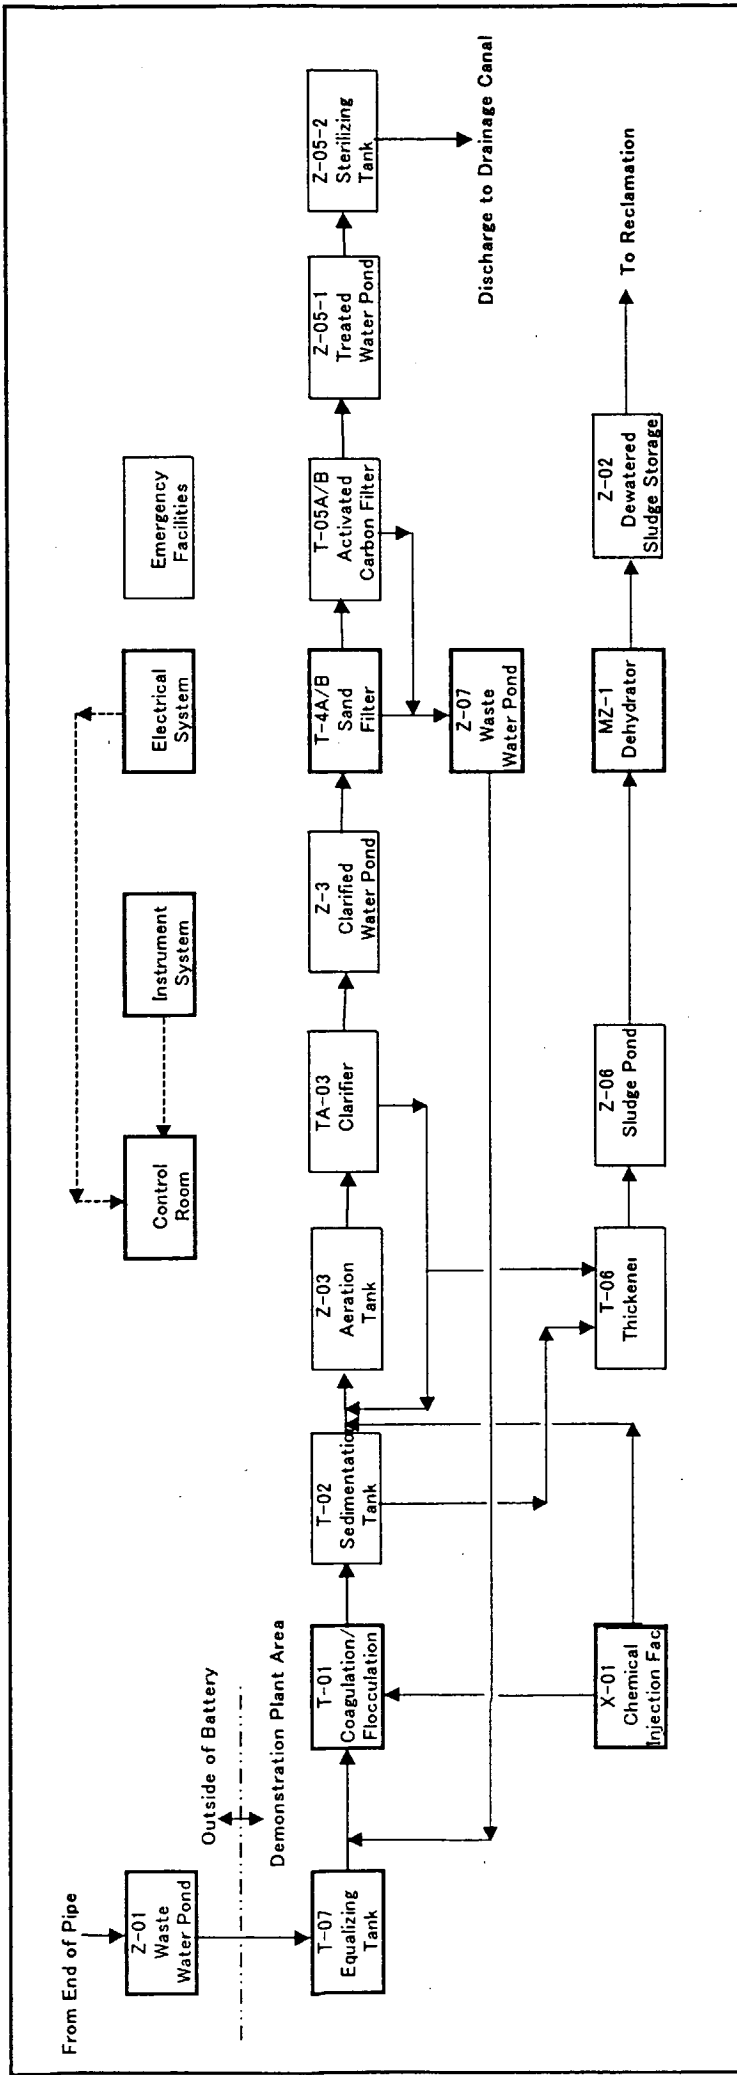 From End of Pipe
Z-01
Waste
Water Pond
Outside of Battery
Demonstration Plant Area
Control
Room
Instrument
System
Electrical
System
Emergency
Facilities
T-07
Equalizing
Tank
T-01
Coagulation/
Flocculation
T-02
Sedimentation
Tank
Z-03
Aeration
Tank
TA-03
Clarifier
Z-3
Clarified
Water Pond
T-4A/B
Sand
Filter
T-05A/B
Activated
Carbon Filter
Z-05-1
Treated
Water Pond
Z-05-2
Sterilizing
Tank
Discharge to Drainage Canal
Z-07
Waste
Water Pond
X-01
Chemical
Injection Fac
T-06
Thickener
Z-06
Sludge Pond
MZ-1
Dehydrator
Z-02
Dewatered
Sludge Storage
To Reclamation